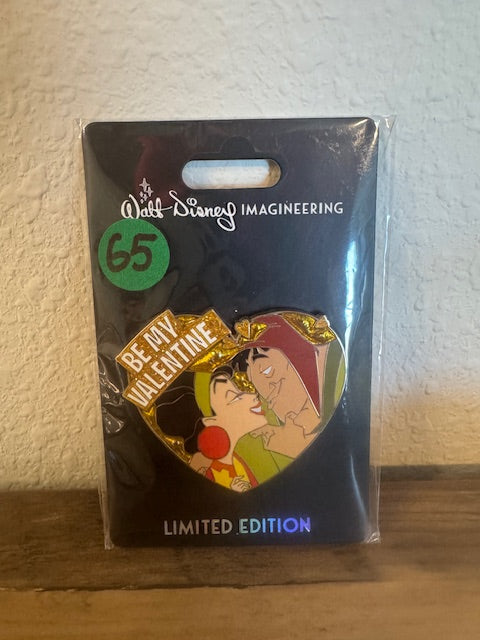 Walt Disney IMAGINEERING
65
BE MY
VALENTINE
LIMITED EDITION